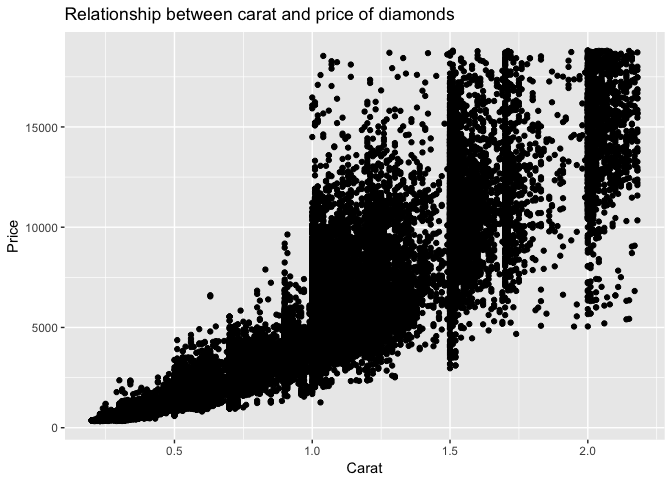 Relationship between carat and price of diamonds
15000
10000
5000
0
Price
0.5 1.0 1.5 2.0
Carat